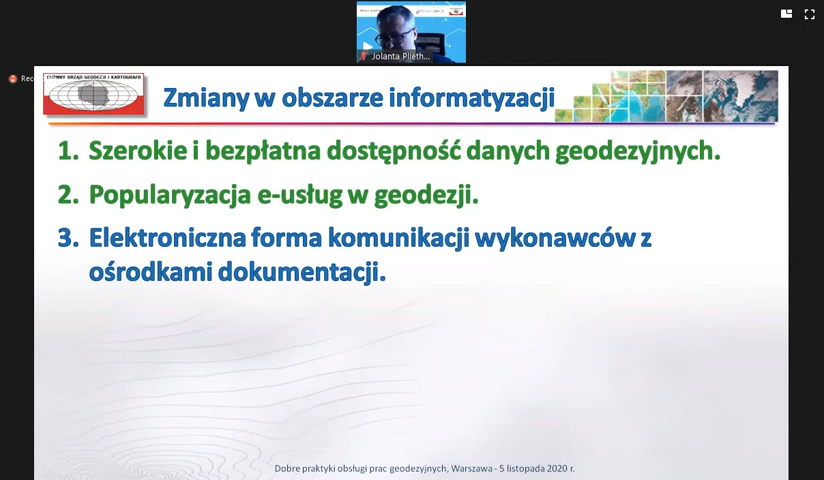 Jolanta Plieth...
Rec
GŁÓWNY URZĄD GEODEZJI I KARTOGRAFII
Zmiany w obszarze informatyzacji
1. Szerokie i bezpłatna dostępność danych geodezyjnych.
2. Popularyzacja e-usług w geodezji.
3. Elektroniczna forma komunikacji wykonawców z
ośrodkami dokumentacji.
Dobre praktyki obsługi prac geodezyjnych, Warszawa - 5 listopada 2020 r.